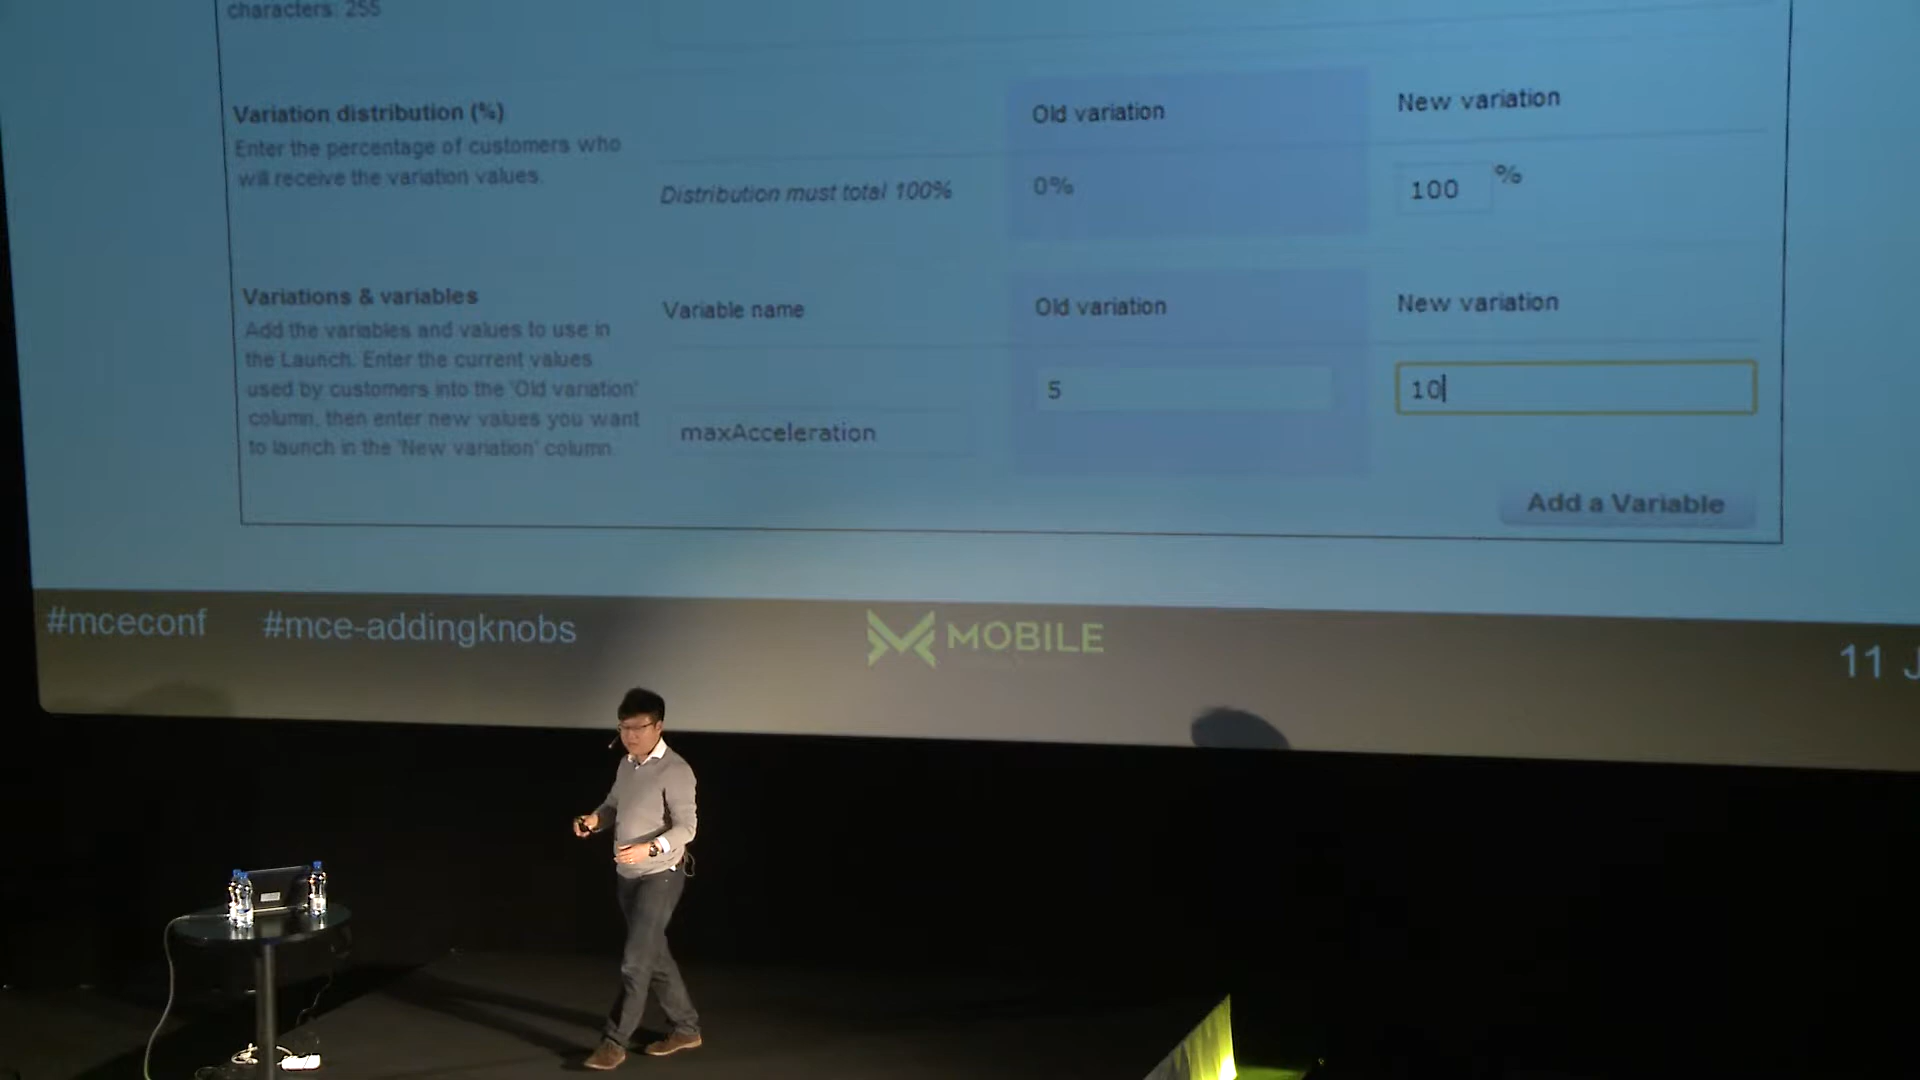 characters: 255
Variation distribution (%)
Enter the percentage of customers who
will receive the variation values.
Distribution must total 100%
Old variation
0%
New variation
100 %
Variations & variables
Add the variables and values to use in
the Launch. Enter the current values
used by customers into the 'Old variation'
column, then enter new values you want
to launch in the 'New variation' column.
Variable name
maxAcceleration
Old variation
5
New variation
10
Add a Variable
#mceconf #mce-addingknobs MOBILE 11 J